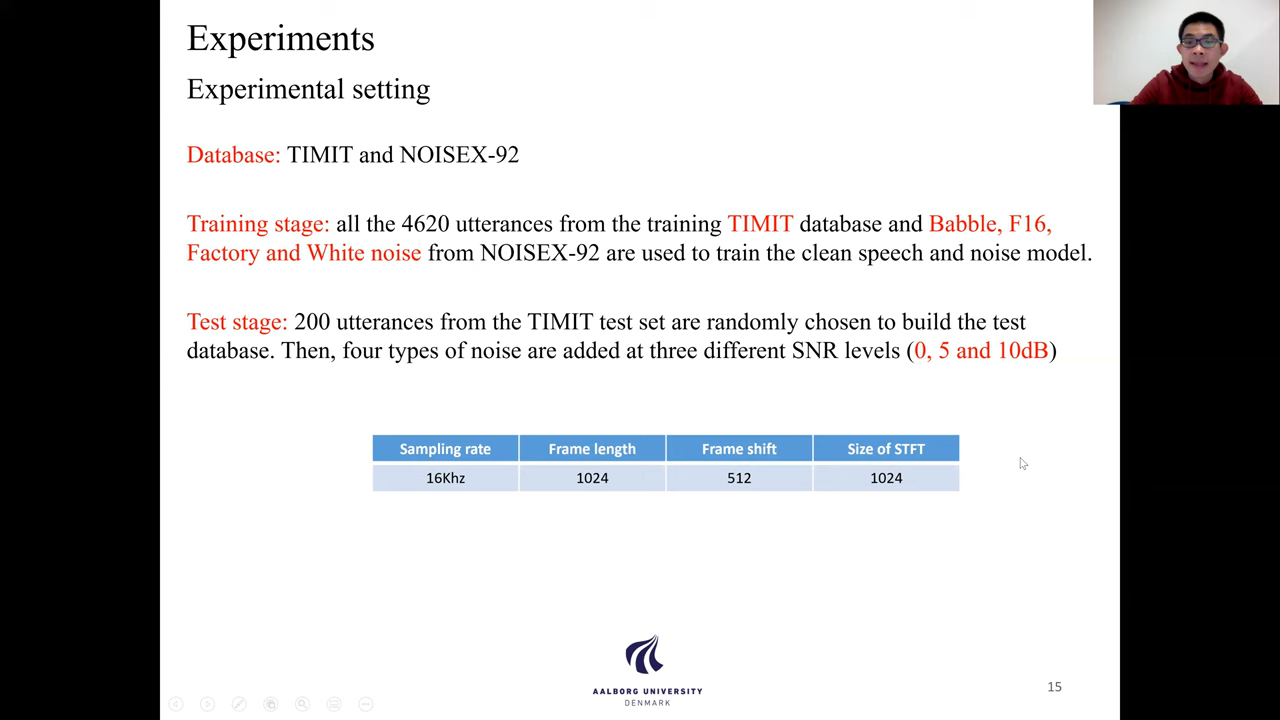 Experiments
Experimental setting
Database: TIMIT and NOISEX-92
Training stage: all the 4620 utterances from the training TIMIT database and Babble, F16,
Factory and White noise from NOISEX-92 are used to train the clean speech and noise model.
Test stage: 200 utterances from the TIMIT test set are randomly chosen to build the test
database. Then, four types of noise are added at three different SNR levels (0, 5 and 10dB)
Sampling rate Frame length Frame shift Size of STFT
16Khz 1024 512 1024
AALBORG UNIVERSITY
DENMARK
15